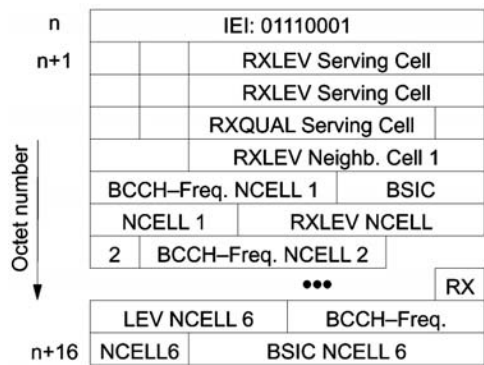 n IEI: 01110001
n+1 RXLEV Serving Cell
RXLEV Serving Cell
RXQUAL Serving Cell
RXLEV Neighb. Cell 1
BCCH–Freq. NCELL 1 BSIC
NCELL 1 RXLEV NCELL
2 BCCH–Freq. NCELL 2
••• RX
LEV NCELL 6 BCCH–Freq.
n+16 NCELL6 BSIC NCELL 6
Octet number